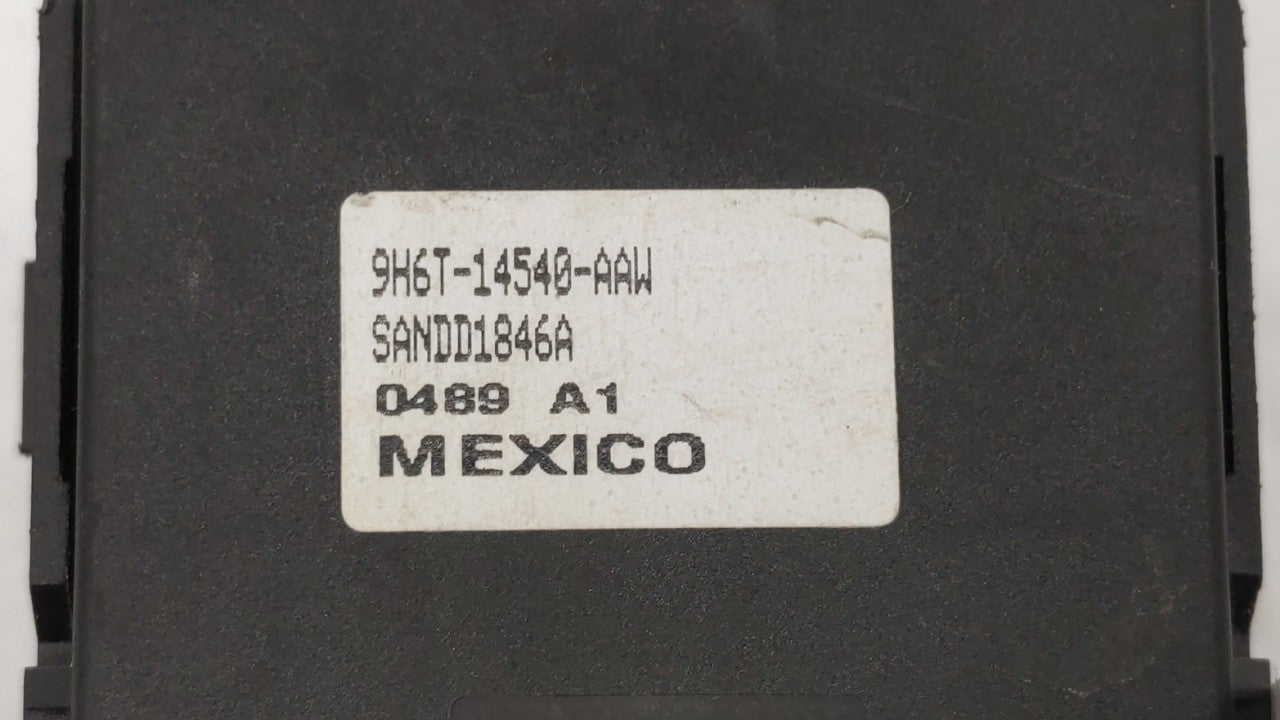 9H6T-14540-AAW
SANDD1846A
0489 A1
MEXICO